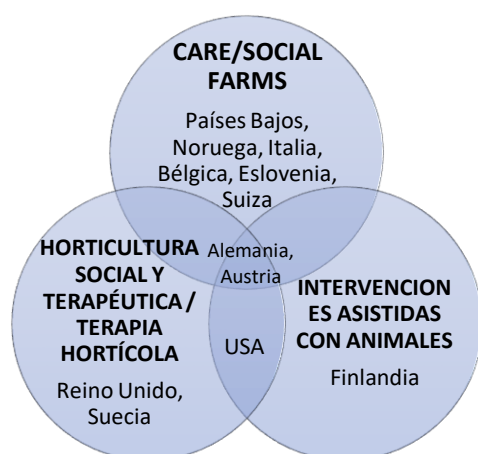 CARE/SOCIAL
FARMS
Países Bajos,
Noruega, Italia,
Bélgica, Eslovenia,
Suiza
HORTICULTURA
SOCIAL Y
TERAPÉUTICA /
TERAPIA
HORTÍCOLA
Reino Unido,
Suecia
Alemania,
Austria
USA
INTERVENCION
ES ASISTIDAS
CON ANIMALES
Finlandia